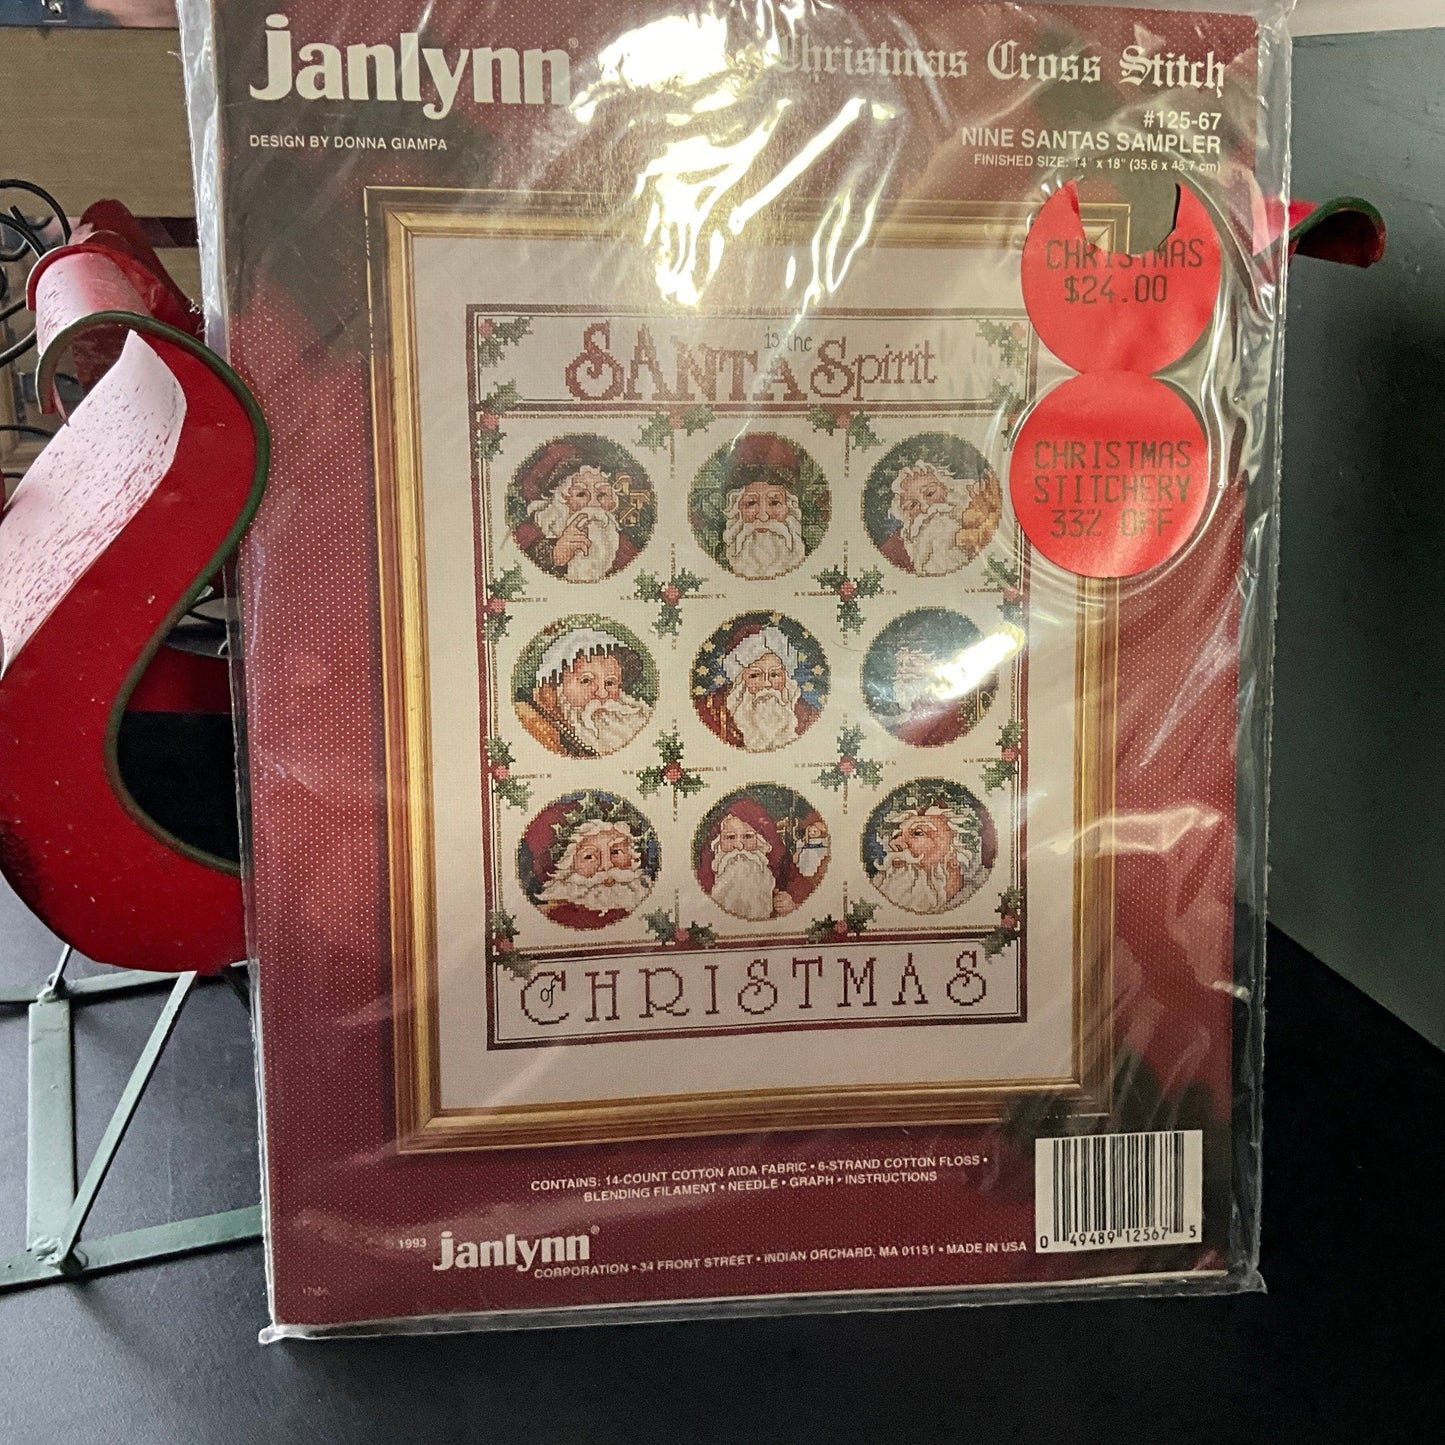 janlynn®
Christmas Cross Stitch
DESIGN BY DONNA GIAMPA
#125-67
NINE SANTAS SAMPLER
FINISHED SIZE: 14" x 18" (35.6 x 45.7 cm)
CHRISTMAS
$24.00
CHRISTMAS
STITCHERY
33% OFF
SANTA is the Spirit
of CHRISTMAS
CONTAINS: 14-COUNT COTTON AIDA FABRIC • 6-STRAND COTTON FLOSS •
BLENDING FILAMENT • NEEDLE • GRAPH • INSTRUCTIONS
1993 janlynn®
CORPORATION • 34 FRONT STREET • INDIAN ORCHARD, MA 01151 • MADE IN USA
0 49489 12567 5